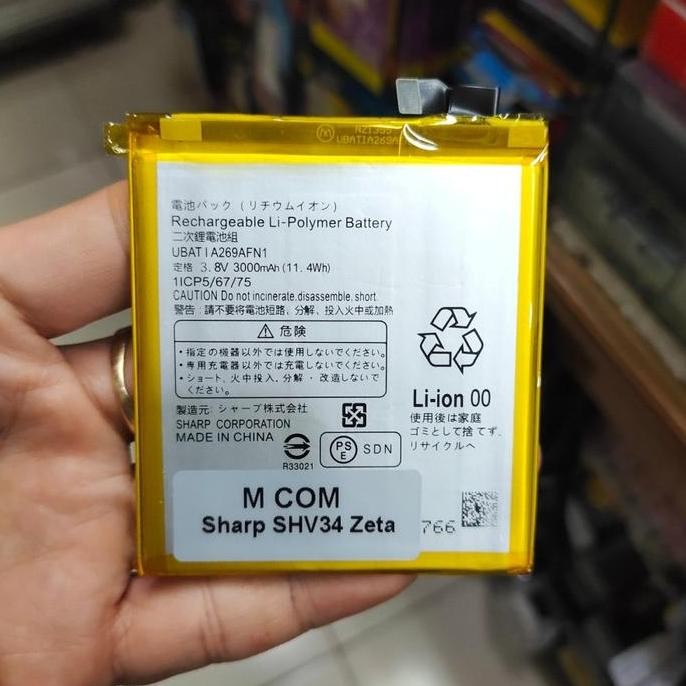 UBATIA269A
電池パック (リチウムイオン)
Rechargeable Li-Polymer Battery
二次鋰電池組
UBATIA269AFN1
定格 3.8V 3000mAh (11.4Wh)
1ICP5/67/75
CAUTION Do not incinerate.disassemble.short.
警告:請不要將電池短路、分解、投入火中或加熱
⚠ 危険
・指定の機器以外では使用しないでください。
・専用充電器以外では充電しないでください。
・ショート、火中投入、分解・改造しないでください。
製造元: シャープ株式会社
SHARP CORPORATION
MADE IN CHINA
R33021
PSE SDN
Li-ion 00
使用後は家庭
ゴミとして捨てず、
リサイクルへ
M COM
Sharp SHV34 Zeta
766